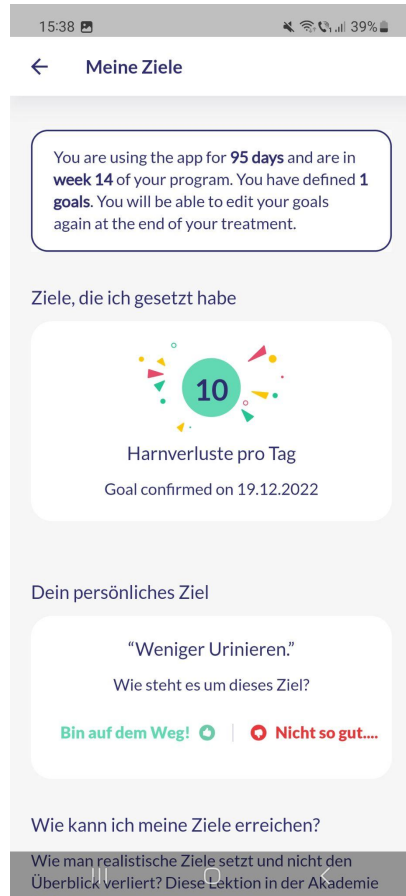 15:38 39%
Meine Ziele
You are using the app for 95 days and are in
week 14 of your program. You have defined 1
goals. You will be able to edit your goals
again at the end of your treatment.
Ziele, die ich gesetzt habe
10
Harnverluste pro Tag
Goal confirmed on 19.12.2022
Dein persönliches Ziel
“Weniger Urinieren.”
Wie steht es um dieses Ziel?
Bin auf dem Weg! Nicht so gut....
Wie kann ich meine Ziele erreichen?
Wie man realistische Ziele setzt und nicht den
Überblick verliert? Diese Lektion in der Akademie